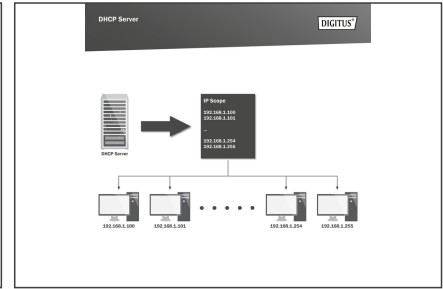 DHCP Server
DIGITUS®
IP Scope
192.168.1.100
192.168.1.101
...
192.168.1.254
192.168.1.255
DHCP Server
192.168.1.100
192.168.1.101
192.168.1.254
192.168.1.255